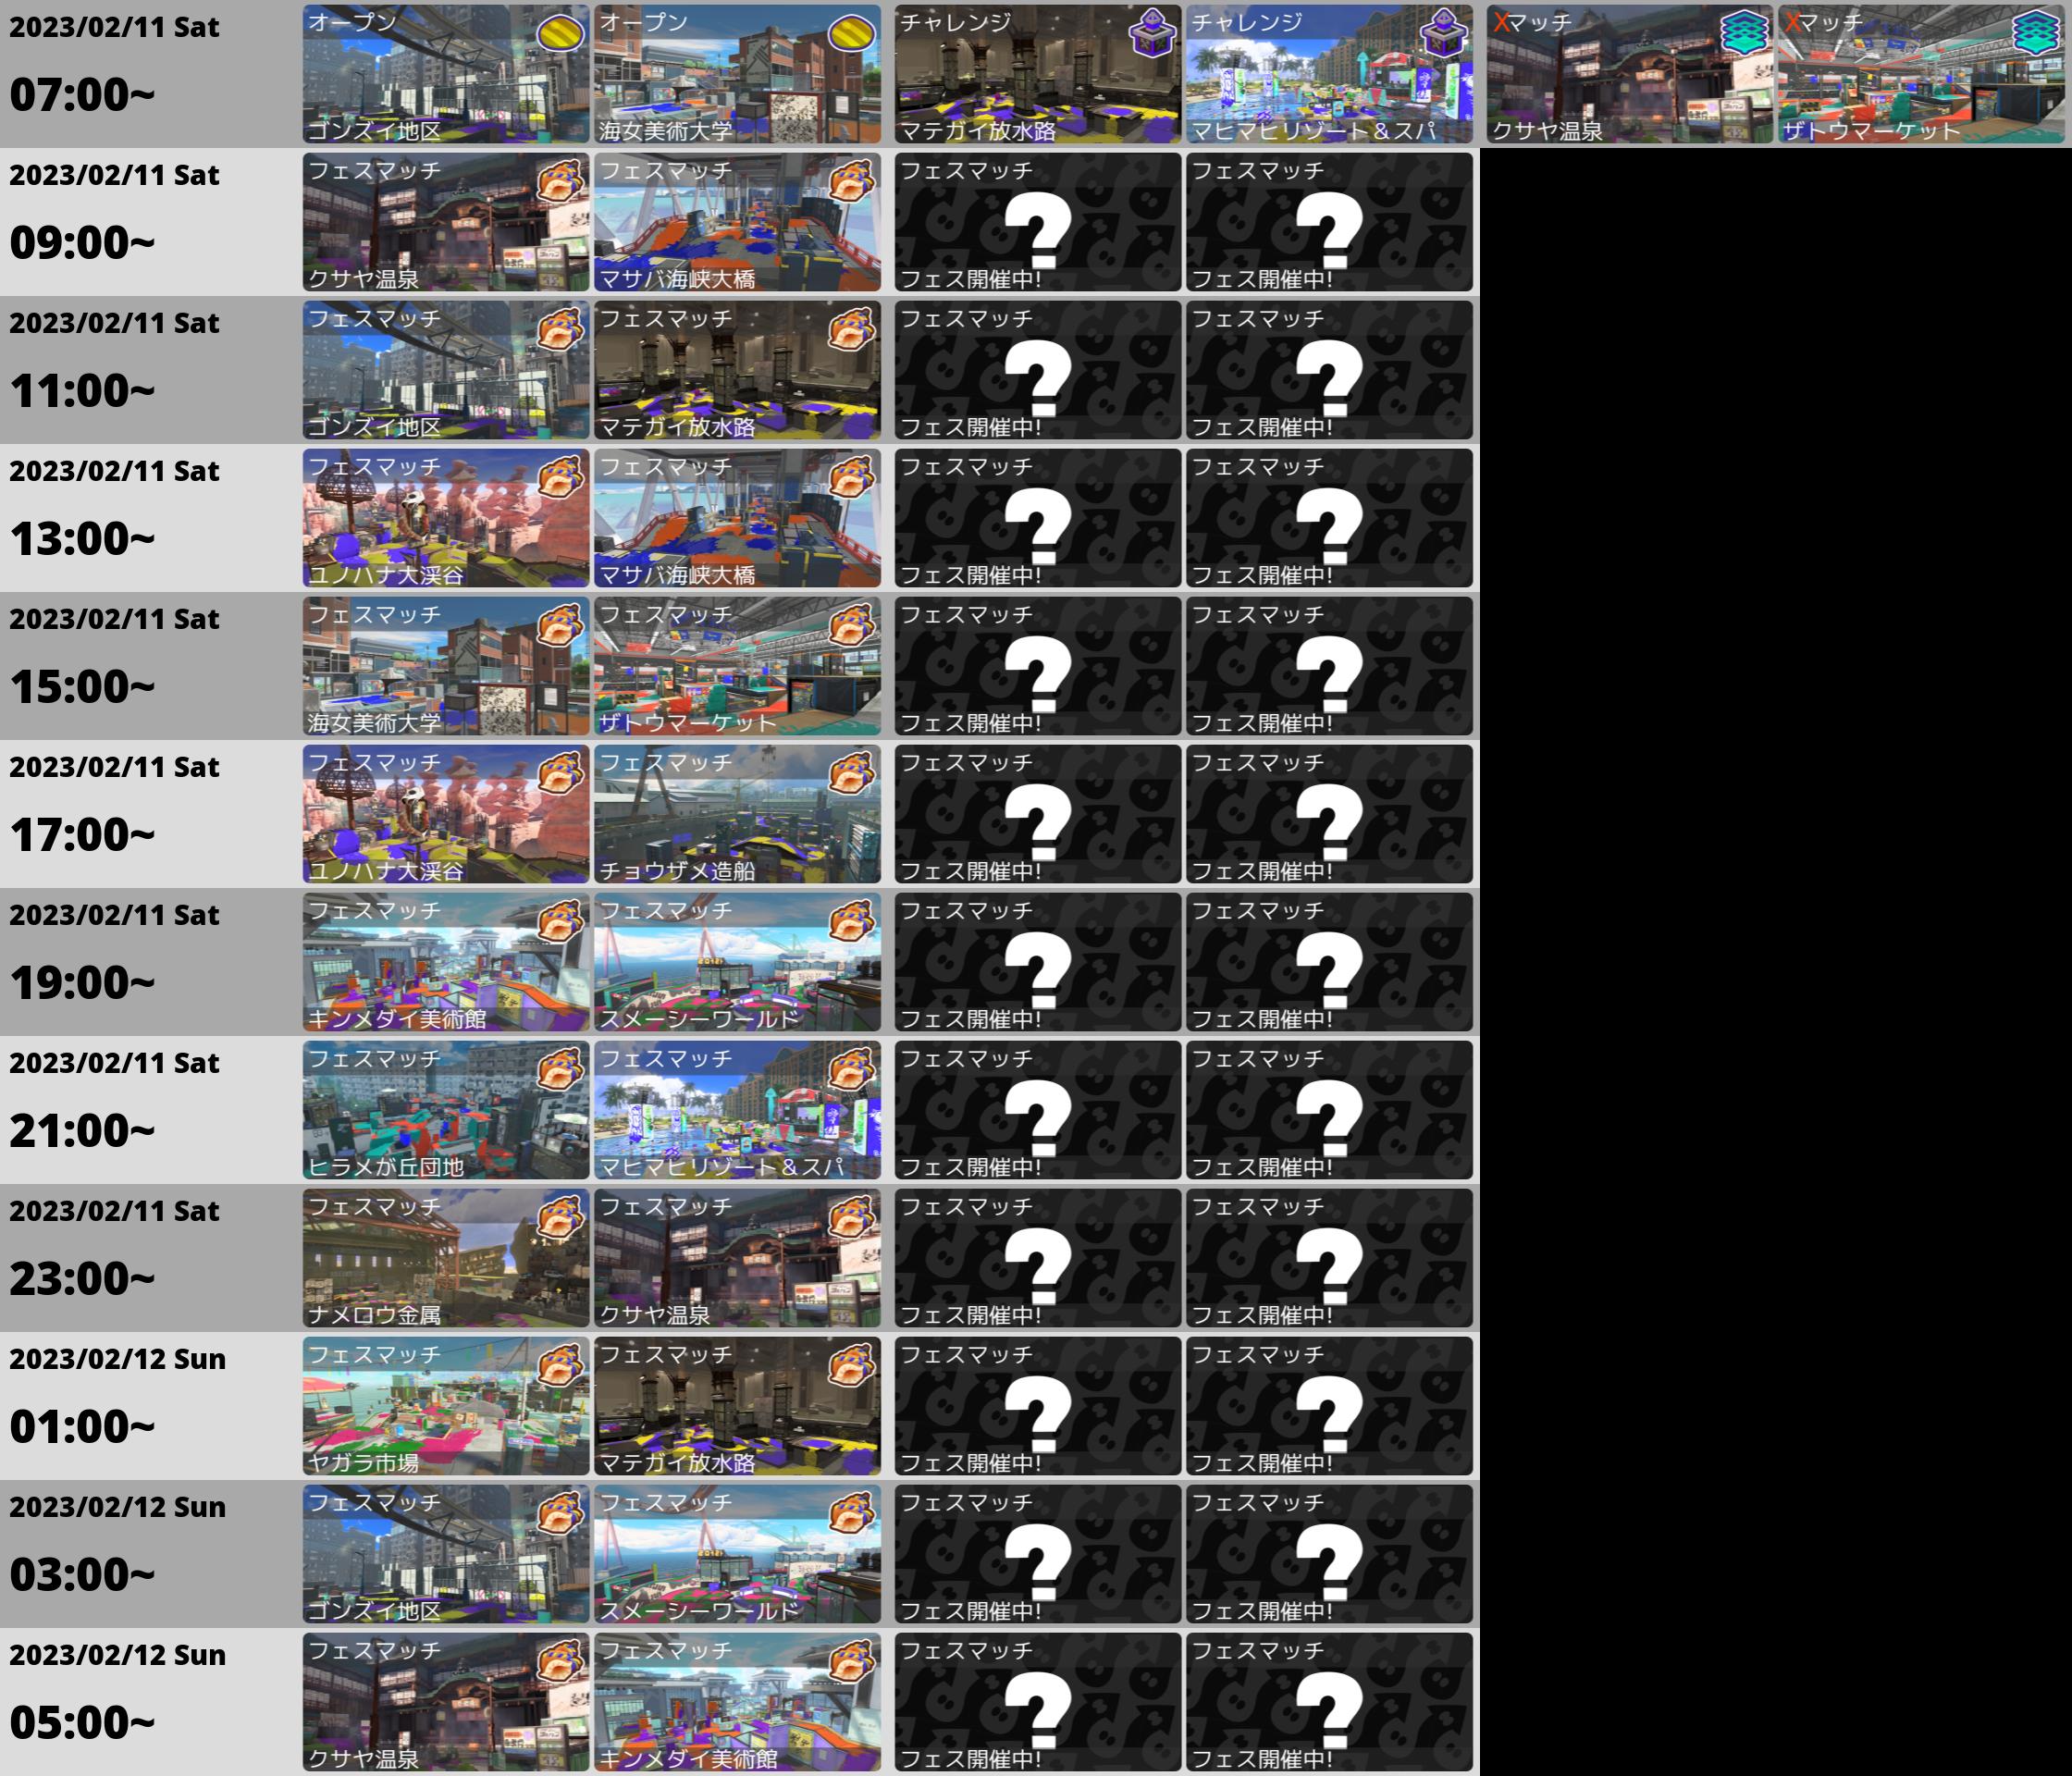 2023/02/11 Sat
07:00~
オープン
ゴンズイ地区
オープン
海女美術大学
チャレンジ
マテガイ放水路
チャレンジ
マヒマヒリゾート＆スパ
Xマッチ
クサヤ温泉
Xマッチ
ザトウマーケット
2023/02/11 Sat
09:00~
フェスマッチ
クサヤ温泉
フェスマッチ
マサバ海峡大橋
フェスマッチ
?
フェス開催中!
フェスマッチ
?
フェス開催中!
2023/02/11 Sat
11:00~
フェスマッチ
ゴンズイ地区
フェスマッチ
マテガイ放水路
フェスマッチ
?
フェス開催中!
フェスマッチ
?
フェス開催中!
2023/02/11 Sat
13:00~
フェスマッチ
ユノハナ大渓谷
フェスマッチ
マサバ海峡大橋
フェスマッチ
?
フェス開催中!
フェスマッチ
?
フェス開催中!
2023/02/11 Sat
15:00~
フェスマッチ
海女美術大学
フェスマッチ
ザトウマーケット
フェスマッチ
?
フェス開催中!
フェスマッチ
?
フェス開催中!
2023/02/11 Sat
17:00~
フェスマッチ
ユノハナ大渓谷
フェスマッチ
チョウザメ造船
フェスマッチ
?
フェス開催中!
フェスマッチ
?
フェス開催中!
2023/02/11 Sat
19:00~
フェスマッチ
キンメダイ美術館
フェスマッチ
スメーシーワールド
フェスマッチ
?
フェス開催中!
フェスマッチ
?
フェス開催中!
2023/02/11 Sat
21:00~
フェスマッチ
ヒラメが丘団地
フェスマッチ
マヒマヒリゾート＆スパ
フェスマッチ
?
フェス開催中!
フェスマッチ
?
フェス開催中!
2023/02/11 Sat
23:00~
フェスマッチ
ナメロウ金属
フェスマッチ
クサヤ温泉
フェスマッチ
?
フェス開催中!
フェスマッチ
?
フェス開催中!
2023/02/12 Sun
01:00~
フェスマッチ
ヤガラ市場
フェスマッチ
マテガイ放水路
フェスマッチ
?
フェス開催中!
フェスマッチ
?
フェス開催中!
2023/02/12 Sun
03:00~
フェスマッチ
ゴンズイ地区
フェスマッチ
スメーシーワールド
フェスマッチ
?
フェス開催中!
フェスマッチ
?
フェス開催中!
2023/02/12 Sun
05:00~
フェスマッチ
クサヤ温泉
フェスマッチ
キンメダイ美術館
フェスマッチ
?
フェス開催中!
フェスマッチ
?
フェス開催中!